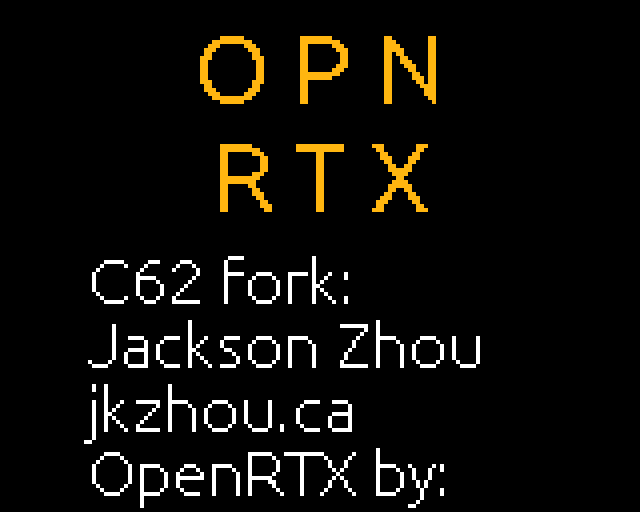 O P N
R T X
C62 fork:
Jackson Zhou
jkzhou.ca
OpenRTX by: